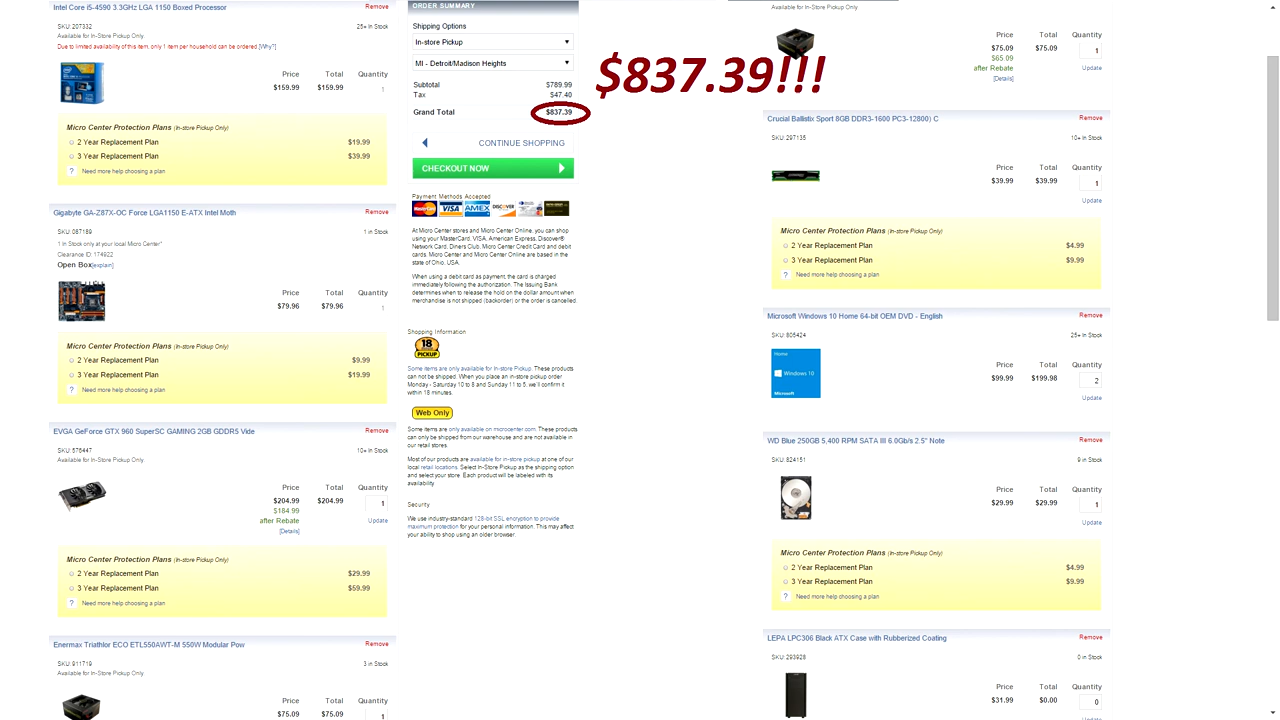 Intel Core i5-4590 3.3GHz LGA 1150 Boxed Processor
Remove
SKU: 207332
25+ In Stock
Available for In-Store Pickup Only
Due to limited availability of this item, only 1 item per household can be ordered [Why?]
Price Total Quantity
$159.99 $159.99 1
Micro Center Protection Plans (In-store Pickup Only)
2 Year Replacement Plan $19.99
3 Year Replacement Plan $39.99
? Need more help choosing a plan
Gigabyte GA-Z87X-OC Force LGA1150 E-ATX Intel Moth
Remove
SKU: 087189
1 in Stock
1 In Stock only at your local Micro Center!
Clearance ID: 174922
Open Box[explain]
Price Total Quantity
$79.96 $79.96 1
Micro Center Protection Plans (In-store Pickup Only)
2 Year Replacement Plan $9.99
3 Year Replacement Plan $19.99
? Need more help choosing a plan
EVGA GeForce GTX 960 SuperSC GAMING 2GB GDDR5 Vide
Remove
SKU: 576447
10+ In Stock
Available for In-Store Pickup Only.
Price Total Quantity
$204.99 $204.99 1
$184.99
after Rebate Update
[Details]
Micro Center Protection Plans (In-store Pickup Only)
2 Year Replacement Plan $29.99
3 Year Replacement Plan $59.99
? Need more help choosing a plan
Enermax Triathlor ECO ETL550AWT-M 550W Modular Pow
Remove
SKU: 911719
3 in Stock
Available for In-Store Pickup Only
Price Total Quantity
$75.09 $75.09 1
ORDER SUMMARY
Shipping Options
In-store Pickup
MI - Detroit/Madison Heights
Subtotal $789.99
Tax $47.40
Grand Total $837.39
CONTINUE SHOPPING
CHECKOUT NOW
Payment Methods Accepted
MasterCard VISA AMEX DISCOVER
At Micro Center stores and Micro Center Online, you can shop
using your MasterCard, VISA, American Express, Discover®
Network Card, Diners Club, Micro Center Credit Card and debit
cards. Micro Center and Micro Center Online are based in the
state of Ohio, USA.
When using a debit card as payment, the card is charged
immediately following the authorization. The Issuing Bank
determines when to release the hold on the dollar amount when
merchandise is not shipped (backorder) or the order is cancelled.
Shopping Information
18
PICKUP
Some items are only available for In-store Pickup. These products
can not be shipped. When you place an in-store pickup order
Monday - Saturday 10 to 8 and Sunday 11 to 5, we'll confirm it
within 18 minutes.
Web Only
Some items are only available on microcenter.com. These products
can only be shipped from our warehouse and are not available in
our retail stores.
Most of our products are available for in-store pickup at one of our
local retail locations. Select In-Store Pickup as the shipping option
and select your store. Each product will be labeled with its
availability
Security
We use industry-standard 128-bit SSL encryption to provide
maximum protection for your personal information. This may affect
your ability to shop using an older browser.
$837.39!!!
Available for In-Store Pickup Only
Price Total Quantity
$75.09 $75.09 1
$65.09
after Rebate Update
[Details]
Crucial Ballistix Sport 8GB DDR3-1600 PC3-12800) C
Remove
SKU: 297135
10+ In Stock
Price Total Quantity
$39.99 $39.99 1
Update
Micro Center Protection Plans (In-store Pickup Only)
2 Year Replacement Plan $4.99
3 Year Replacement Plan $9.99
? Need more help choosing a plan
Microsoft Windows 10 Home 64-bit OEM DVD - English
Remove
SKU: 805424
25+ In Stock
Home
Windows 10
Microsoft
Price Total Quantity
$99.99 $199.98 2
Update
WD Blue 250GB 5,400 RPM SATA III 6.0Gb/s 2.5" Note
Remove
SKU: 824151
9 in Stock
Price Total Quantity
$29.99 $29.99 1
Update
Micro Center Protection Plans (In-store Pickup Only)
2 Year Replacement Plan $4.99
3 Year Replacement Plan $9.99
? Need more help choosing a plan
LEPA LPC306 Black ATX Case with Rubberized Coating
Remove
SKU: 293928
0 in Stock
Price Total Quantity
$31.99 $0.00 0
Update